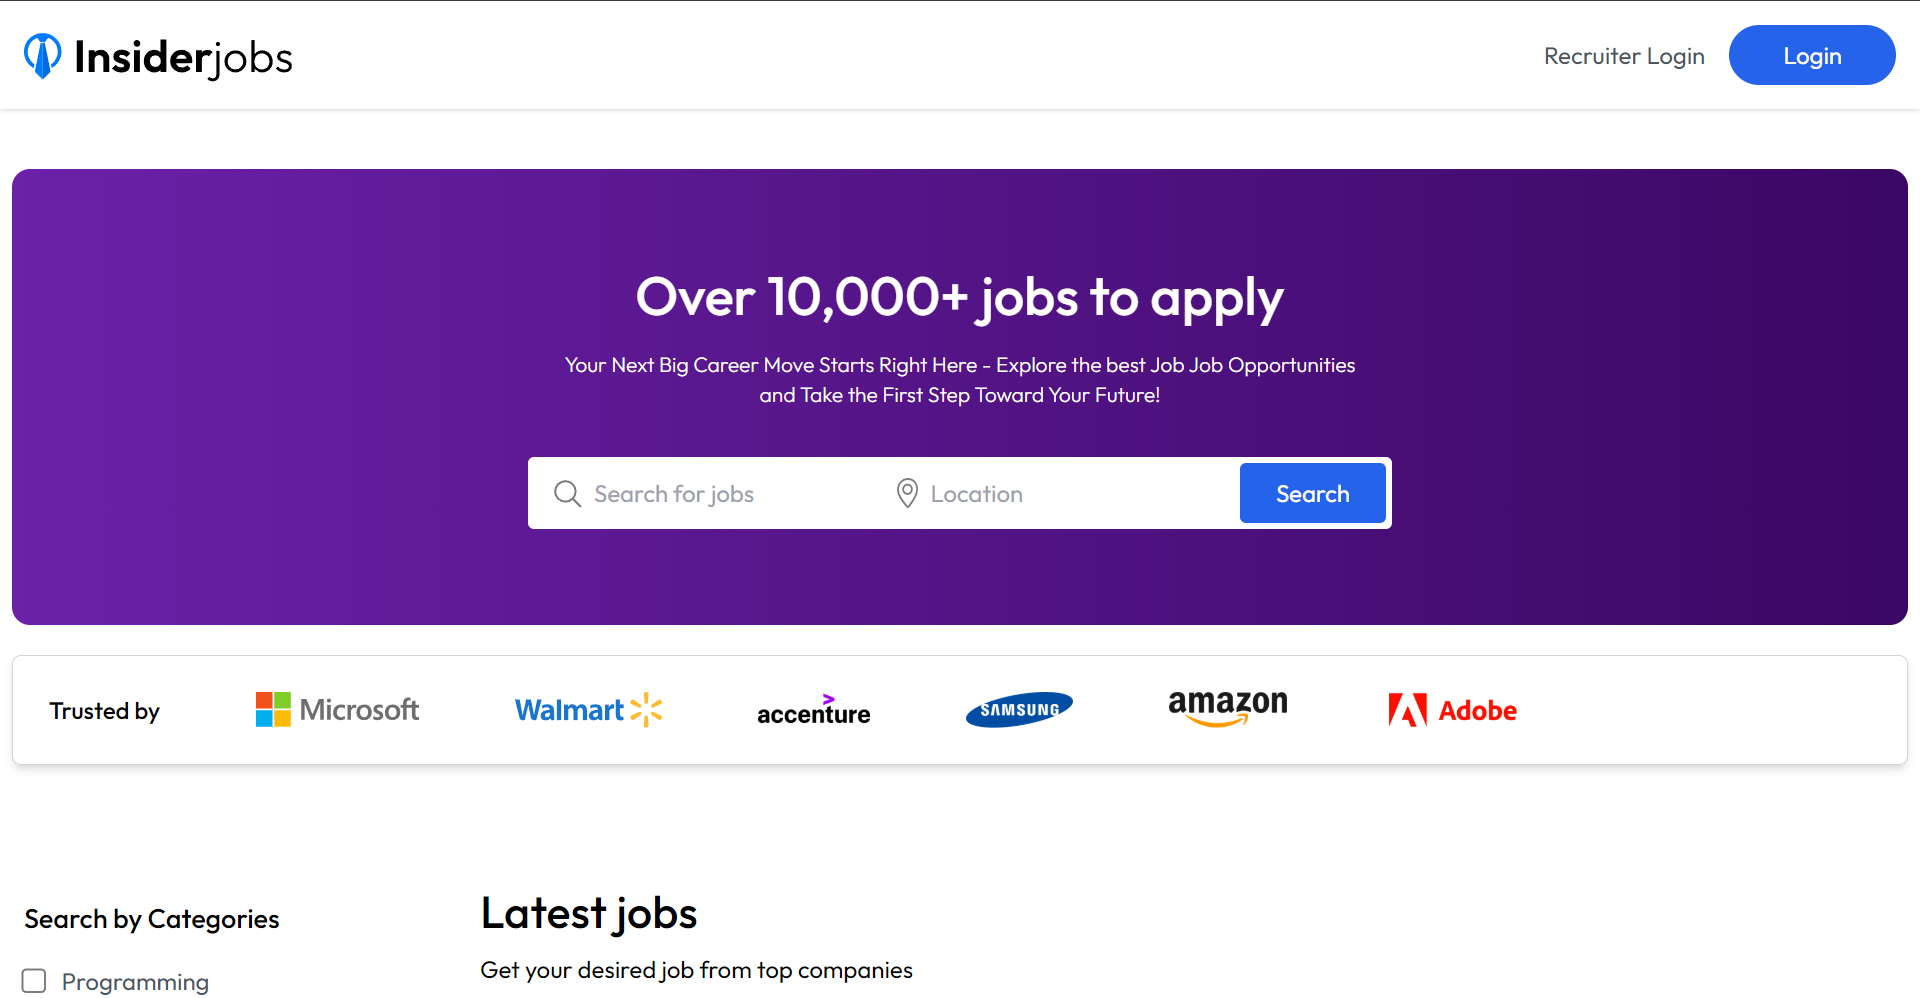 Insiderjobs
Recruiter Login
Login
Over 10,000+ jobs to apply
Your Next Big Career Move Starts Right Here - Explore the best Job Job Opportunities
and Take the First Step Toward Your Future!
Search for jobs
Location
Search
Trusted by
Microsoft
Walmart
accenture
SAMSUNG
amazon
Adobe
Search by Categories
Programming
Latest jobs
Get your desired job from top companies